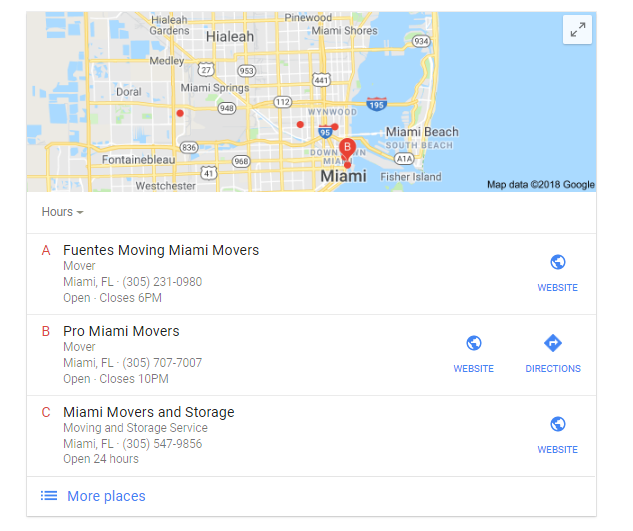 Hialeah
Gardens
Hialeah
Pinewood
Miami Shores
934
Medley
27
953
441
Doral
Miami Springs
112
195
948
WYNWOOD
95
836
Miami Beach
SOUTH BEACH
Fontainebleau
968
DOWNTOWN
MIAMI
A1A
41
B
Miami
Fisher Island
Westchester
Map data ©2018 Google
Hours
A Fuentes Moving Miami Movers
Mover
Miami, FL · (305) 231-0980
Open · Closes 6PM
WEBSITE
B Pro Miami Movers
Mover
Miami, FL · (305) 707-7007
Open · Closes 10PM
WEBSITE DIRECTIONS
C Miami Movers and Storage
Moving and Storage Service
Miami, FL · (305) 547-9856
Open 24 hours
WEBSITE
More places